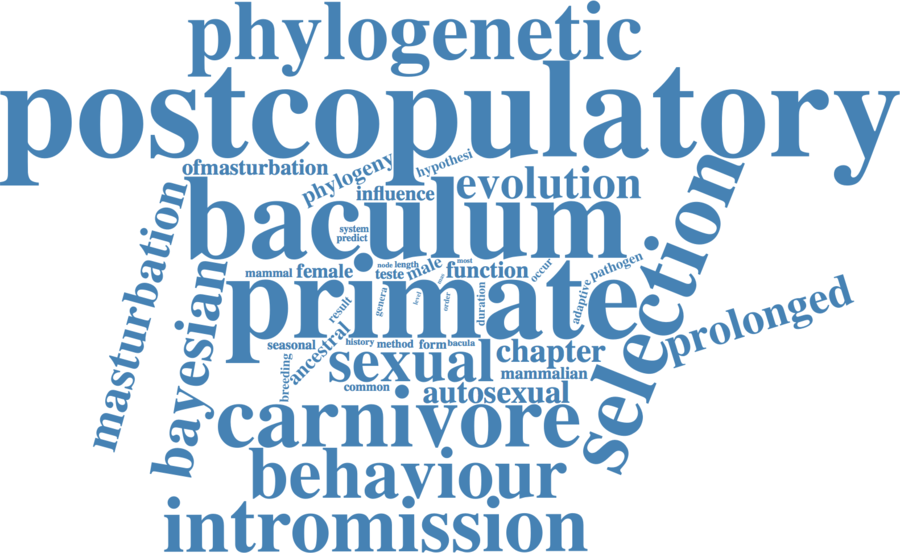 phylogenetic
postcopulatory
ofmasturbation
phylogeny
hypothesi
influence
evolution
baculum
system
predict
masturbation
selection
mammal
female
node
length
teste
male
most
function
occur
adaptive
pathogen
primate
bayesian
result
genera
level
order
duration
prolonged
seasonal
ancestral
history
method
form
bacula
breeding
sexual
chapter
common
mammalian
autosexual
carnivore
behaviour
intromission